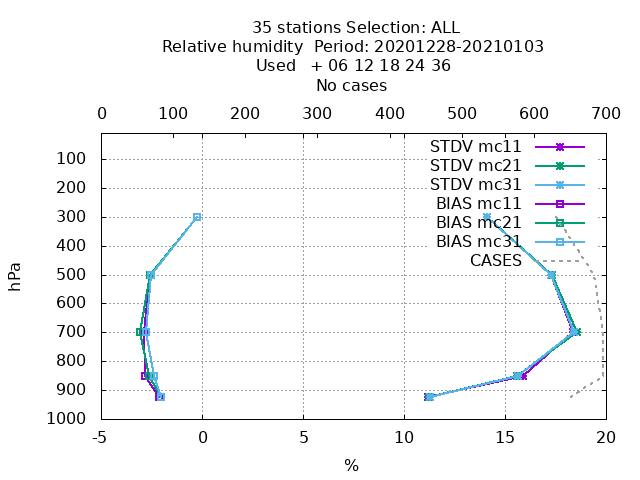 35 stations Selection: ALL
Relative humidity  Period: 20201228-20210103
Used   + 06 12 18 24 36
No cases
0 100 200 300 400 500 600 700
STDV mc11
STDV mc21
STDV mc31
BIAS mc11
BIAS mc21
BIAS mc31
CASES
100
200
300
400
500
600
700
800
900
1000
hPa
-5 0 5 10 15 20
%